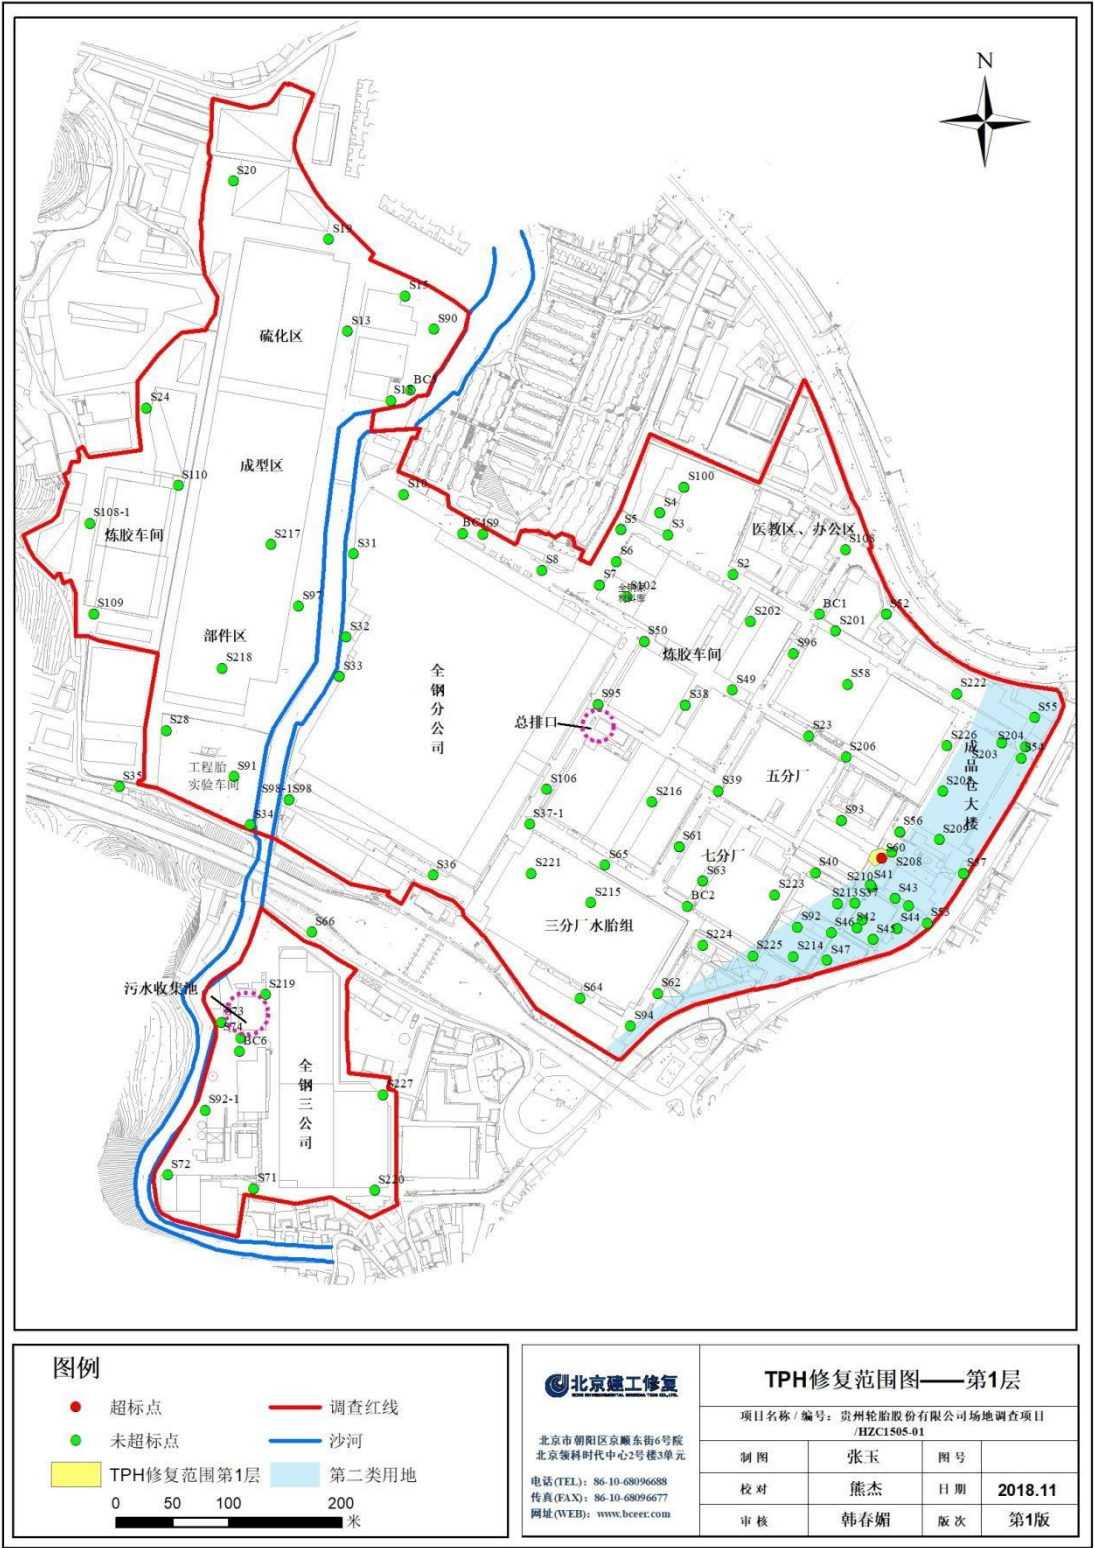 N
S20
S19
S15
S13
S90
硫化区
BC5
S18
S24
成型区
S110
S10
S100
S108-1
炼胶车间
S4
S217
BC4
S9
S5
S3
医教区、办公区
S31
S8
S6
S108
S7
S102
S2
S109
S97
BC1
S52
S202
S201
部件区
S32
S50
炼胶车间
S96
S218
S33
全钢分公司
S58
S49
S222
S95
S38
S55
总排口
S28
S23
S226
S204
S203
S54
成品仓大楼
工程胎
实验车间
S91
S206
五分厂
S35
S98-1
S98
S106
S216
S39
S34
S37-1
S93
S56
S209
S61
七分厂
S60
S208
S36
S221
S65
S63
S40
S57
S210
S41
S215
BC2
S223
S213
S37
S43
三分厂水胎组
S92
S46
S42
S44
S53
S45
S66
S224
S225
S214
S47
污水收集池
S219
S64
S62
S73
S74
S94
BC6
全钢三公司
S227
S92-1
S72
S71
S220
图例
超标点
调查红线
未超标点
沙河
TPH修复范围第1层
第二类用地
0 50 100 200
米
北京建工修复
北京市朝阳区京顺东街6号院
北京领科时代中心2号楼3单元
电话(TEL)：86-10-68096688
传真(FAX)：86-10-68096677
网址(WEB)：www.bceer.com
TPH修复范围图——第1层
项目名称 / 编号：贵州轮胎股份有限公司场地调查项目
/HZC1505-01
制 图 张玉 图 号
校 对 熊杰 日 期 2018.11
审 核 韩春媚 版 次 第1版